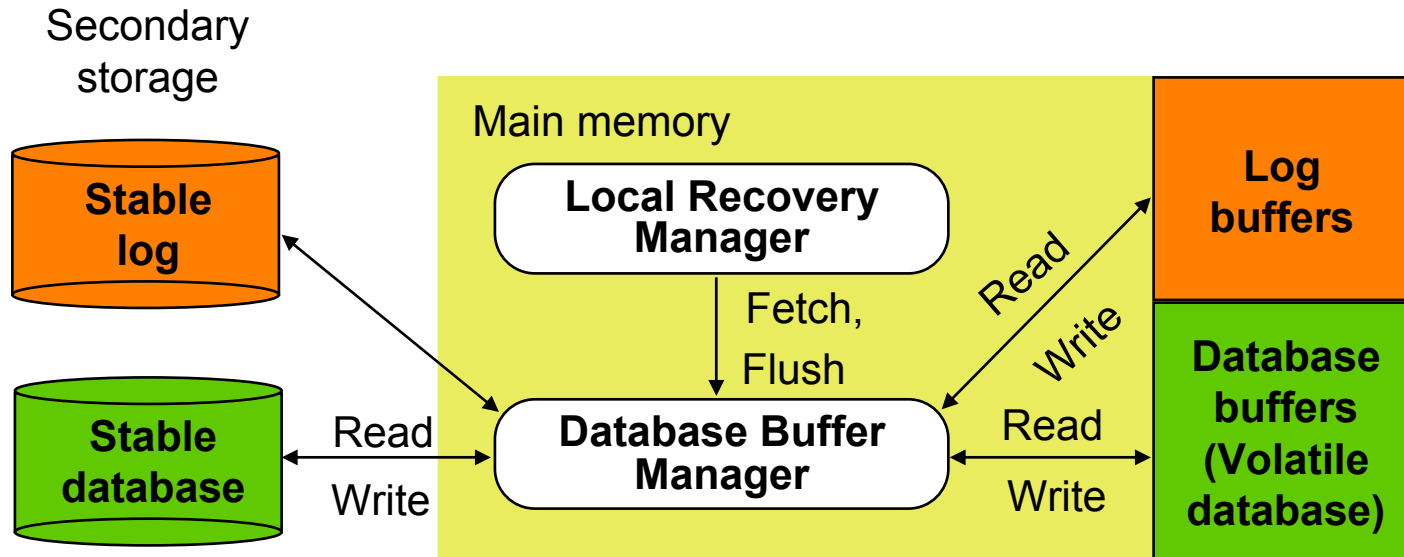 Secondary
storage
Main memory
Stable
log
Local Recovery
Manager
Log
buffers
Fetch,
Flush
Read
Write
Stable
database
Read
Write
Database Buffer
Manager
Read
Write
Database
buffers
(Volatile
database)